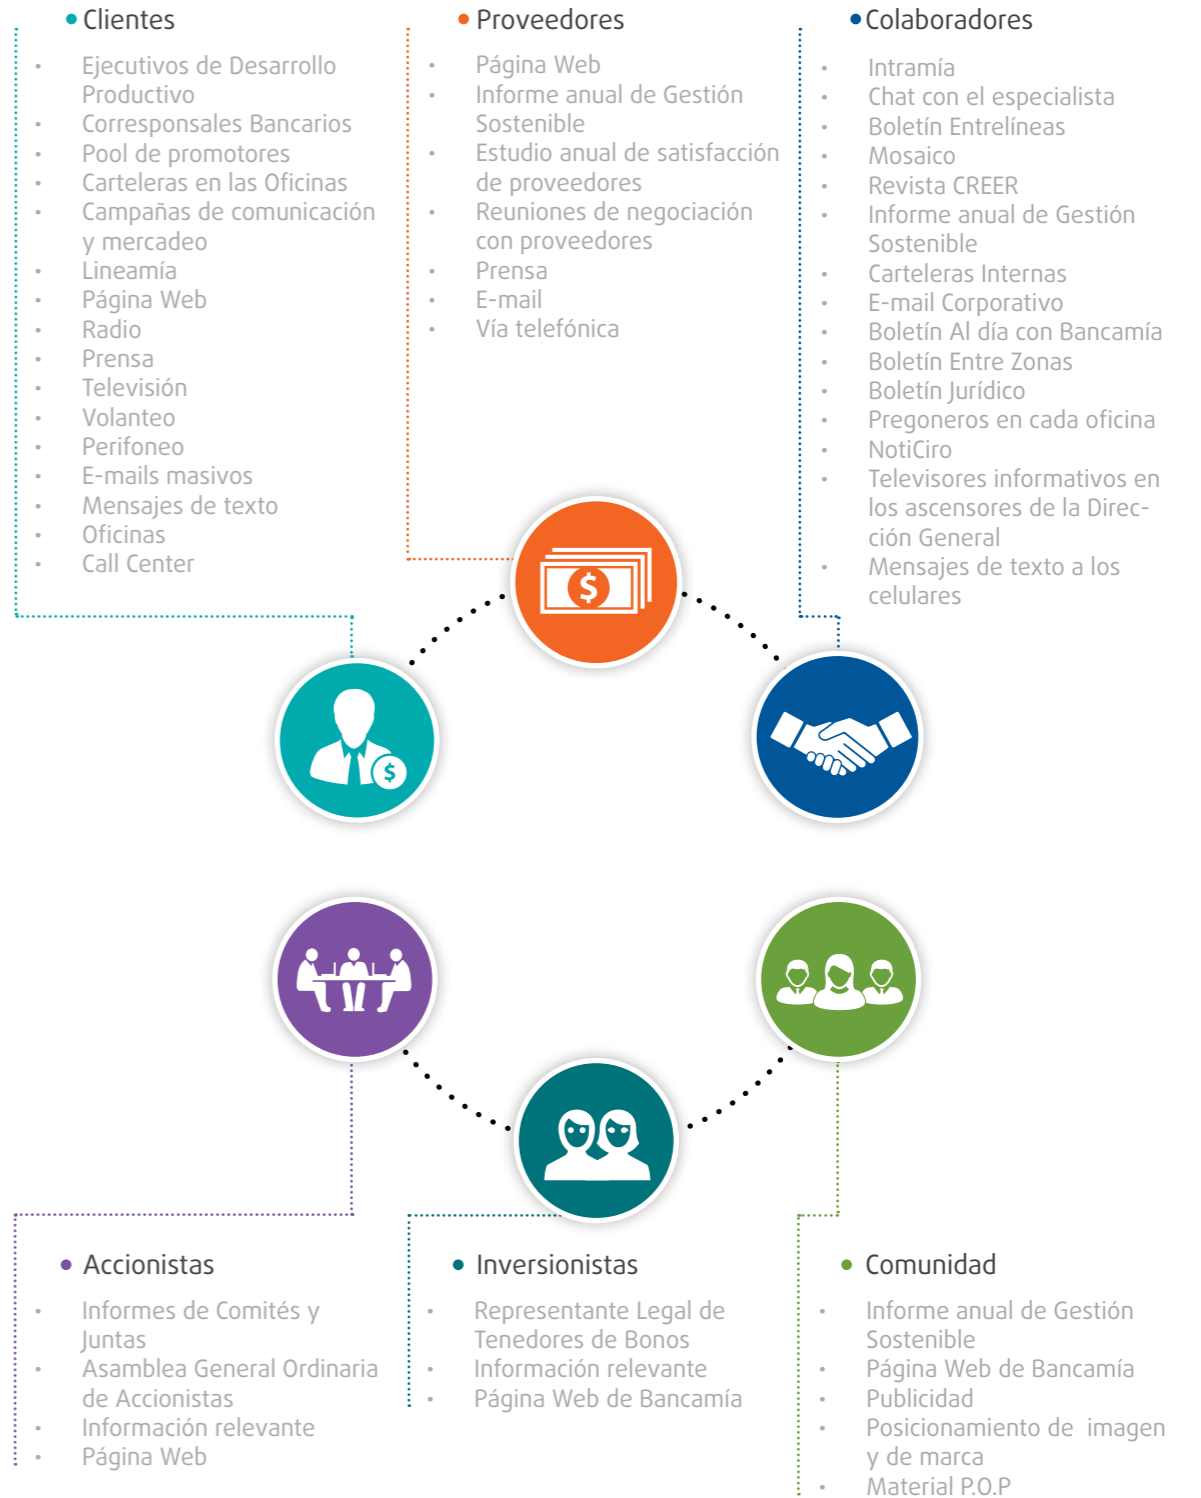 • Clientes
• Ejecutivos de Desarrollo
Productivo
• Corresponsales Bancarios
• Pool de promotores
• Carteleras en las Oficinas
• Campañas de comunicación
y mercadeo
• Lineamía
• Página Web
• Radio
• Prensa
• Televisión
• Volanteo
• Perifoneo
• E-mails masivos
• Mensajes de texto
• Oficinas
• Call Center
• Proveedores
• Página Web
• Informe anual de Gestión
Sostenible
• Estudio anual de satisfacción
de proveedores
• Reuniones de negociación
con proveedores
• Prensa
• E-mail
• Vía telefónica
• Colaboradores
• Intramía
• Chat con el especialista
• Boletín Entrelíneas
• Mosaico
• Revista CREER
• Informe anual de Gestión
Sostenible
• Carteleras Internas
• E-mail Corporativo
• Boletín Al día con Bancamía
• Boletín Entre Zonas
• Boletín Jurídico
• Pregoneros en cada oficina
• NotiCiro
• Televisores informativos en
los ascensores de la Direc-
ción General
• Mensajes de texto a los
celulares
$
$
• Accionistas
• Informes de Comités y
Juntas
• Asamblea General Ordinaria
de Accionistas
• Información relevante
• Página Web
• Inversionistas
• Representante Legal de
Tenedores de Bonos
• Información relevante
• Página Web de Bancamía
• Comunidad
• Informe anual de Gestión
Sostenible
• Página Web de Bancamía
• Publicidad
• Posicionamiento de imagen
y de marca
• Material P.O.P